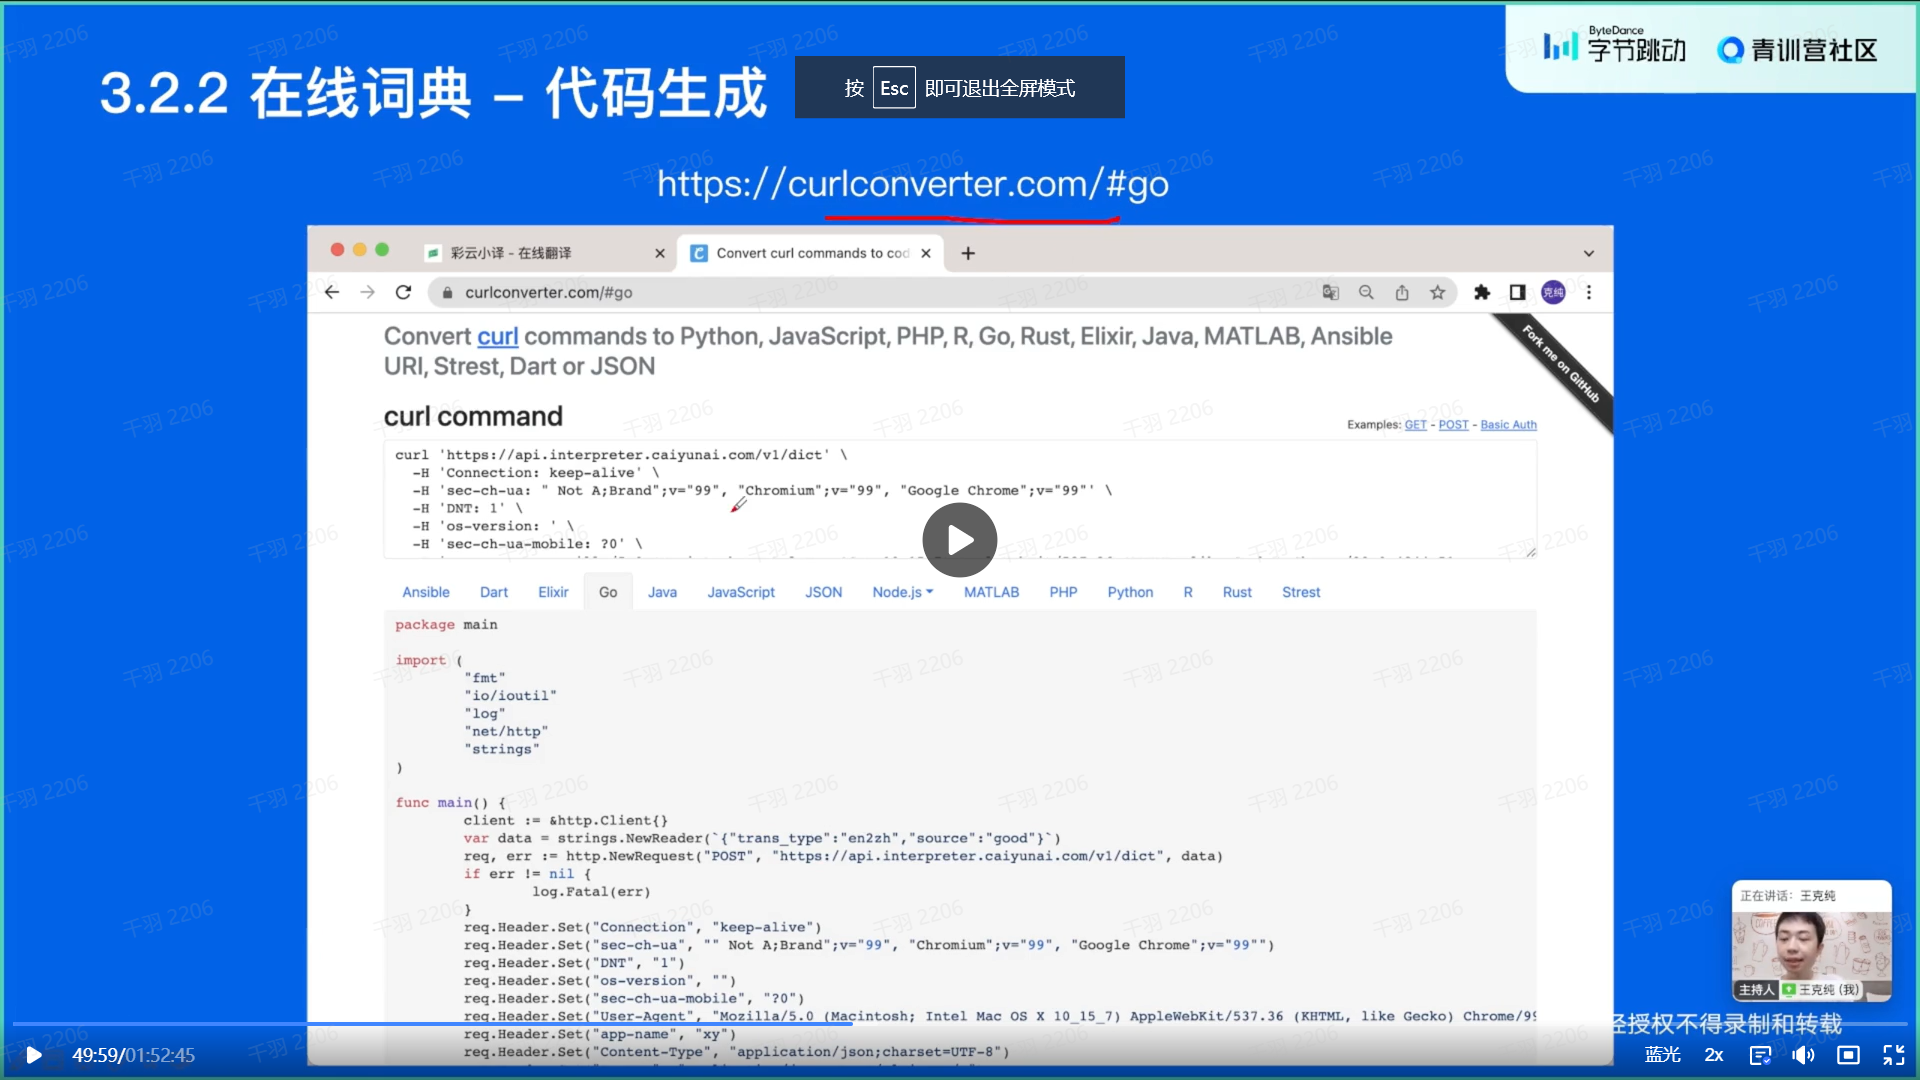 3.2.2 在线词典 – 代码生成
按 Esc 即可退出全屏模式
ByteDance
字节跳动
青训营社区
https://curlconverter.com/#go
彩云小译 - 在线翻译
Convert curl commands to cod
curlconverter.com/#go
克纯
Convert curl commands to Python, JavaScript, PHP, R, Go, Rust, Elixir, Java, MATLAB, Ansible
URI, Strest, Dart or JSON
Fork me on GitHub
curl command
Examples: GET - POST - Basic Auth
curl 'https://api.interpreter.caiyunai.com/v1/dict' \
-H 'Connection: keep-alive' \
-H 'sec-ch-ua: " Not A;Brand";v="99", "Chromium";v="99", "Google Chrome";v="99"' \
-H 'DNT: 1' \
-H 'os-version: ' \
-H 'sec-ch-ua-mobile: ?0' \
Ansible Dart Elixir Go Java JavaScript JSON Node.js MATLAB PHP Python R Rust Strest
package main
import (
"fmt"
"io/ioutil"
"log"
"net/http"
"strings"
)
func main() {
client := &http.Client{}
var data = strings.NewReader(`{"trans_type":"en2zh","source":"good"}`)
req, err := http.NewRequest("POST", "https://api.interpreter.caiyunai.com/v1/dict", data)
if err != nil {
log.Fatal(err)
}
req.Header.Set("Connection", "keep-alive")
req.Header.Set("sec-ch-ua", "" Not A;Brand";v="99", "Chromium";v="99", "Google Chrome";v="99"")
req.Header.Set("DNT", "1")
req.Header.Set("os-version", "")
req.Header.Set("sec-ch-ua-mobile", "?0")
req.Header.Set("User-Agent", "Mozilla/5.0 (Macintosh; Intel Mac OS X 10_15_7) AppleWebKit/537.36 (KHTML, like Gecko) Chrome/99
req.Header.Set("app-name", "xy")
req.Header.Set("Content-Type", "application/json;charset=UTF-8")
正在讲话: 王克纯
主持人 王克纯 (我)
经授权不得录制和转载
49:59/01:52:45
蓝光 2x
千羽 2206